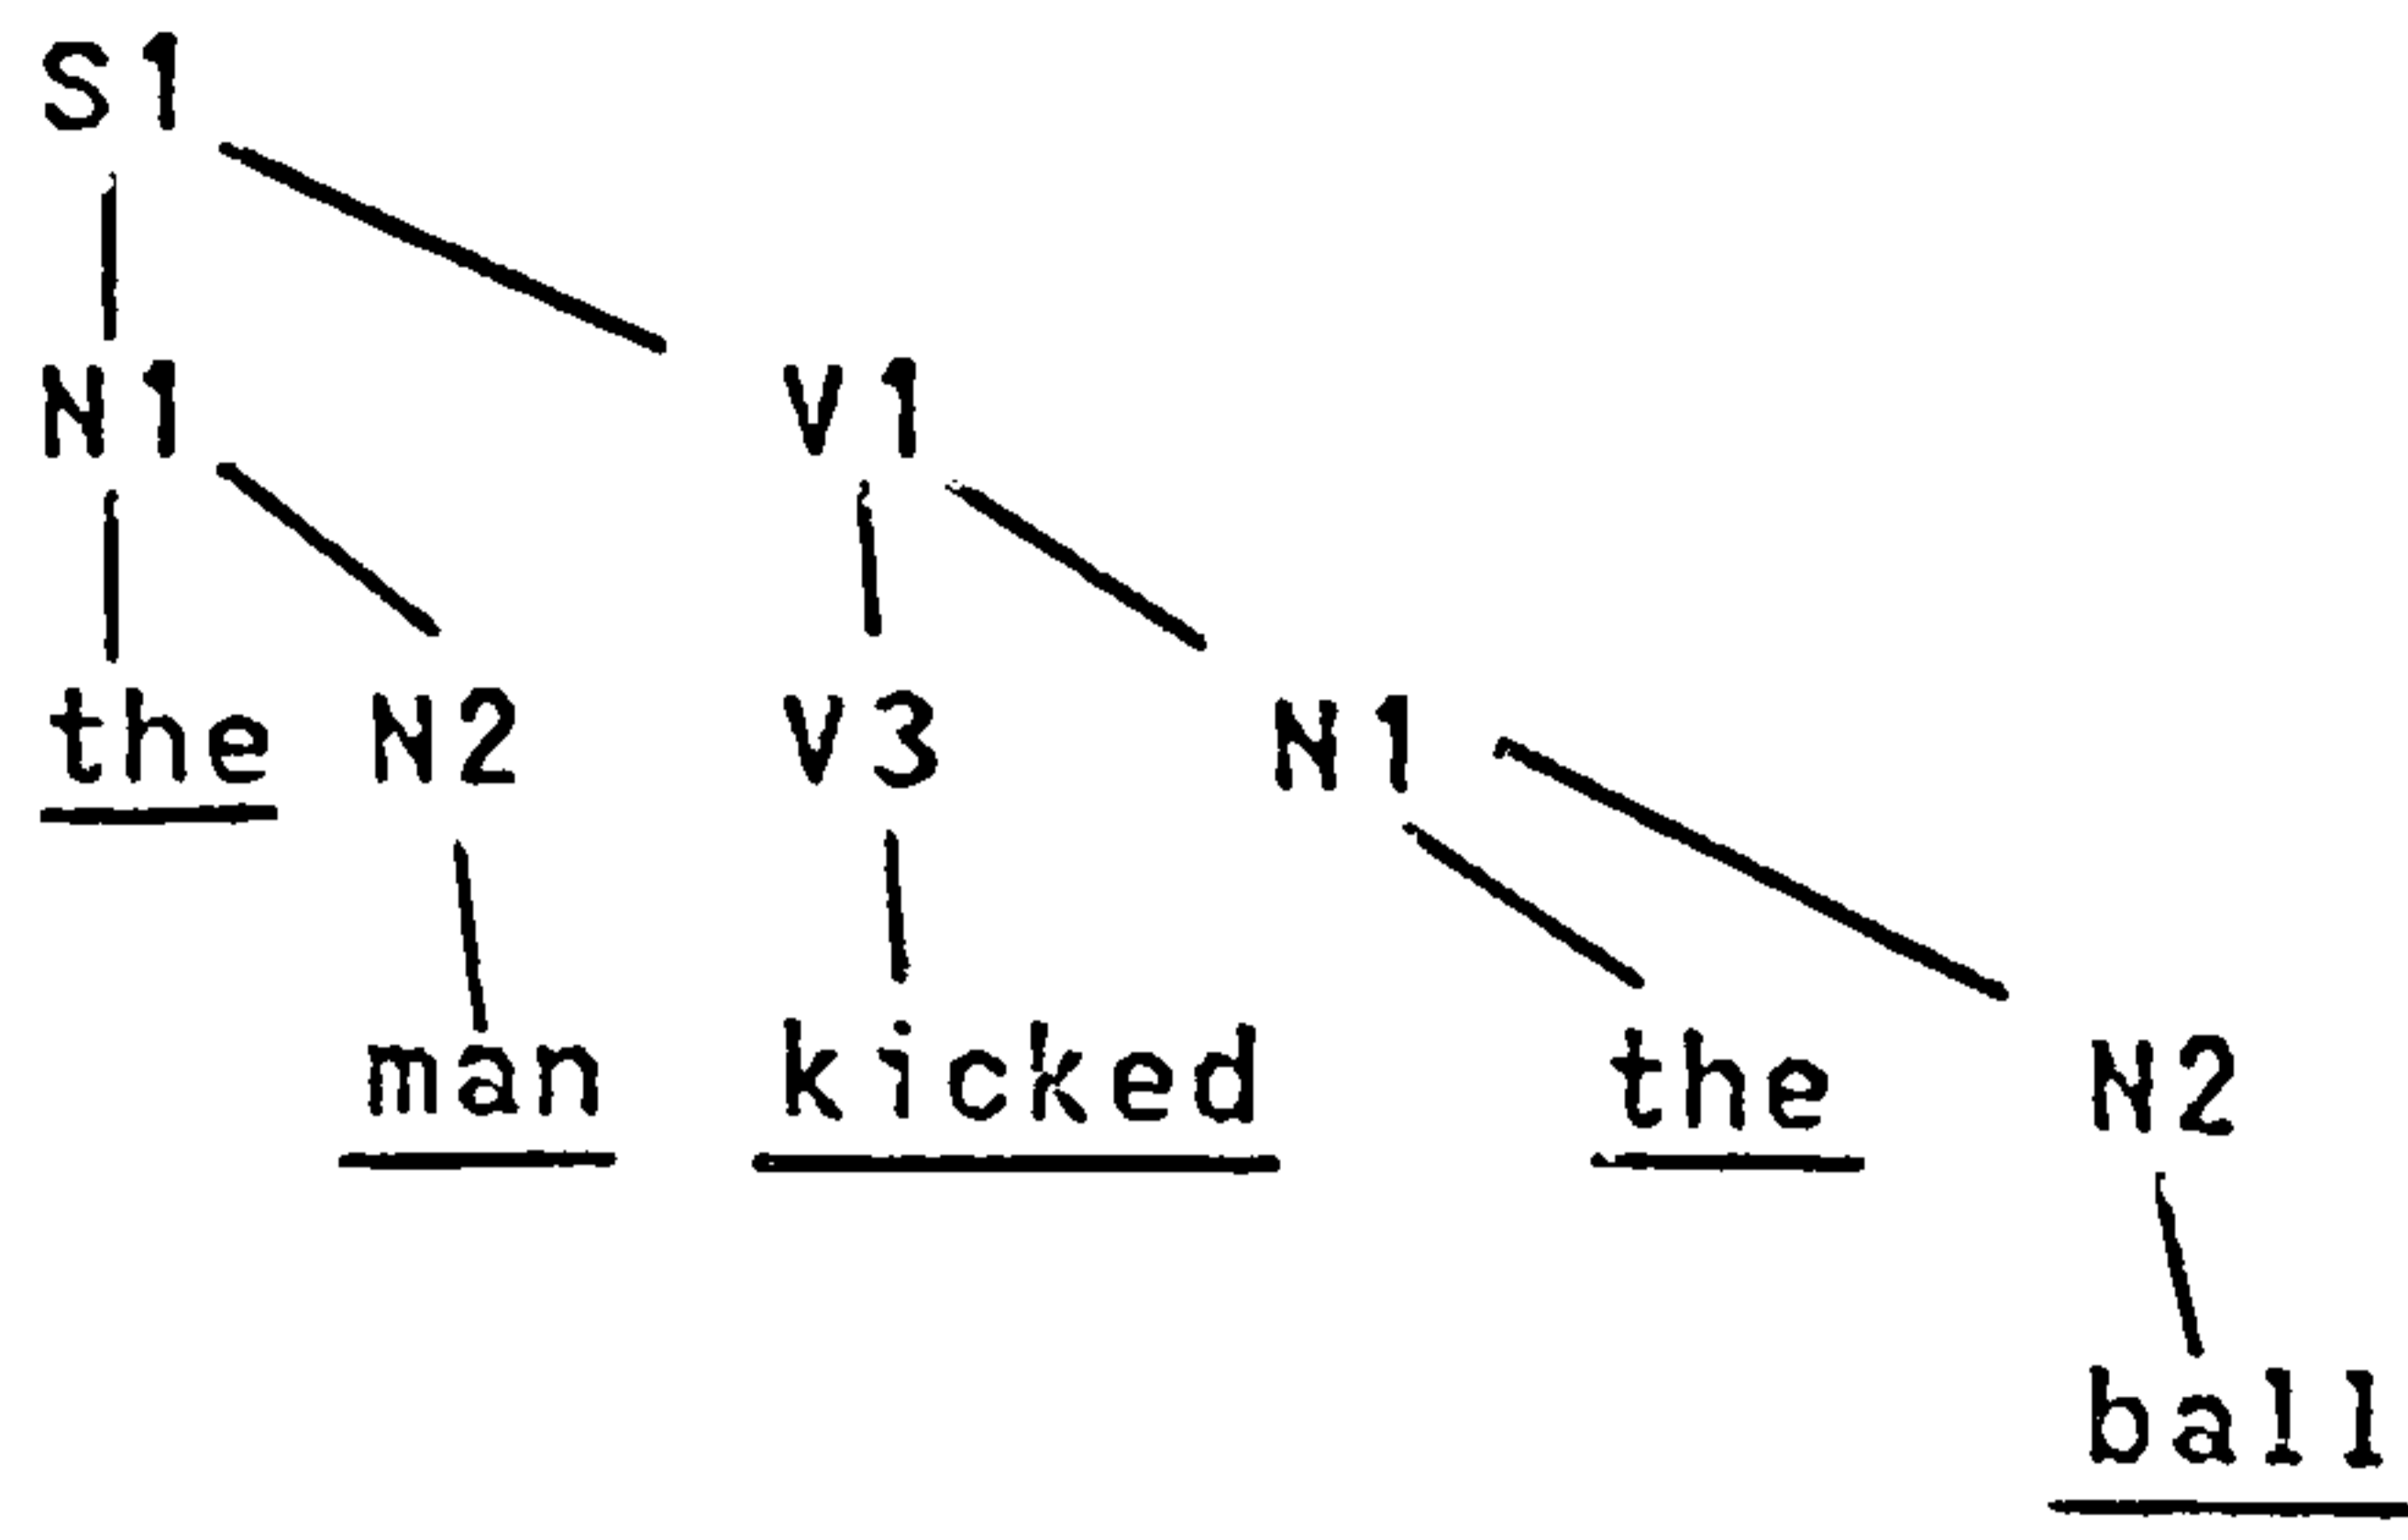 S1
N1 V1
the N2 V3 N1
man kicked the N2
ball